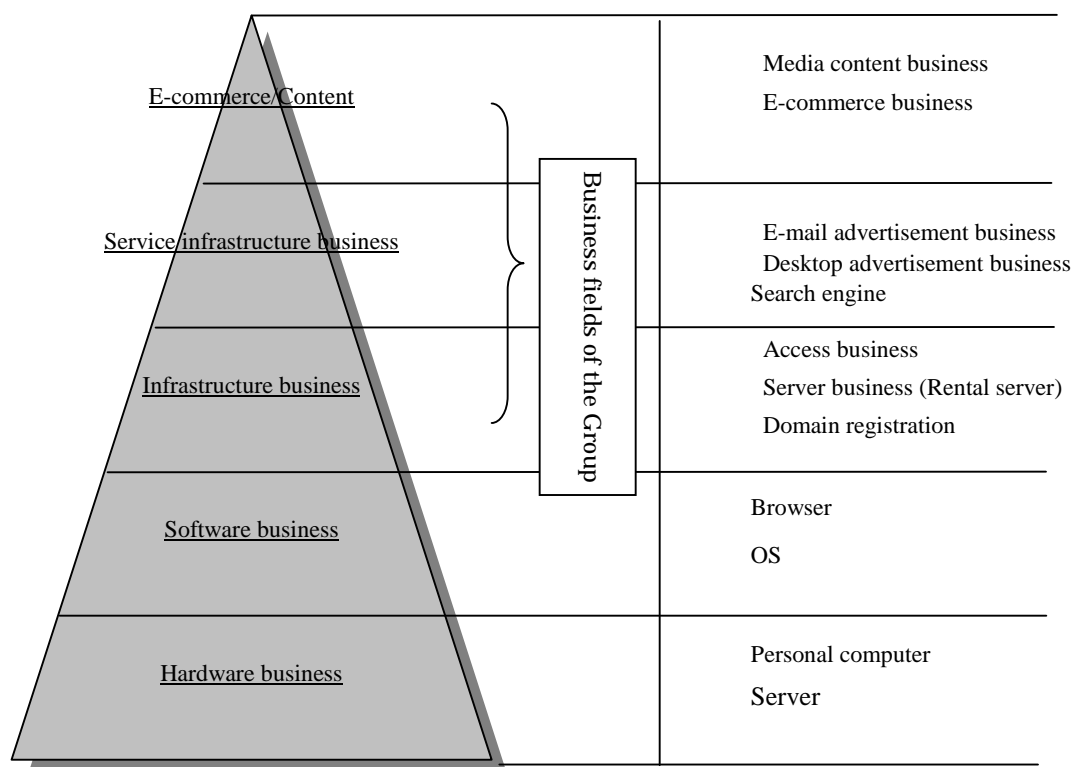 E-commerce/Content
Media content business
E-commerce business
Business fields of the Group
Service infrastructure business
E-mail advertisement business
Desktop advertisement business
Search engine
Infrastructure business
Access business
Server business (Rental server)
Domain registration
Software business
Browser
OS
Hardware business
Personal computer
Server